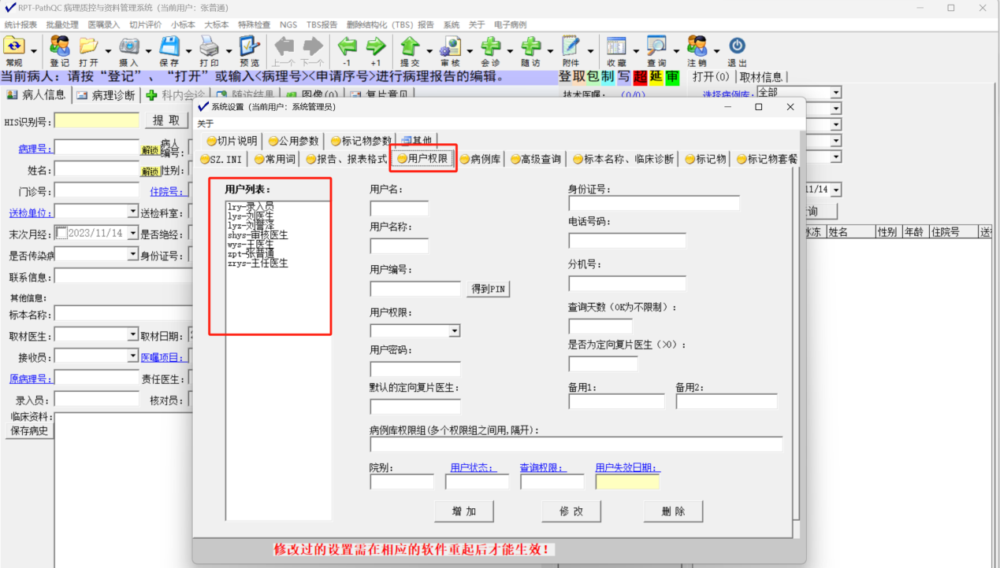 RPT-PathQC 病理质控与资料管理系统（当前用户：张普通）
统计报表 批量处理 医嘱录入 切片评价 小标本 大标本 特殊检查 NGS TBS报告 删除结构化（TBS）报告 系统 关于 电子病例
常规 登记 打开 摄入 保存 打印 预览 上一个 下一个 -1 +1 提交 审核 会诊 随访 附件 收藏 查询 注销 退出
当前病人：请按“登记”、“打开”或输入<病理号><申请序号>进行病理报告的编辑。
登 取 包 制 写 超 延 审
打开(0) 取材信息
病人信息 病理诊断 科内会诊 随访结果 图像(0) 复片意见
技术医嘱： (0/0)
选择病例库： 全部
系统设置（当前用户：系统管理员）
关于
切片说明 公用参数 标记物参数 其他
SZ.INI 常用词 报告、报表格式 用户权限 病例库 高级查询 标本名称、临床诊断 标记物 标记物套餐
HIS识别号： 提 取
病理号： 解锁 病人编号：
姓名： 解锁 性别：
门诊号： 住院号：
送检单位： 送检科室：
末次月经： 2023/11/14 是否绝经：
是否传染病 身份证号：
联系信息：
其他信息：
标本名称：
取材医生： 取材日期：
接收员： 医嘱项目：
原病理号： 责任医生：
录入员： 核对员：
临床资料：
保存病史
用户列表：
lry-录入员
lys-刘医生
lyz-刘誉泽
shys-审核医生
wys-王医生
zpt-张普通
zrys-主任医生
用户名： 身份证号：
用户名称： 电话号码：
用户编号： 得到PIN 分机号：
用户权限： 查询天数（0K为不限制）：
用户密码： 是否为定向复片医生（>0）：
默认的定向复片医生： 备用1： 备用2：
病例库权限组(多个权限组之间用,隔开)：
院别： 用户状态： 查询权限： 用户失效日期：
增 加 修 改 删 除
修改过的设置需在相应的软件重起后才能生效！
11/14
询
冰冻 姓名 性别 年龄 住院号 送